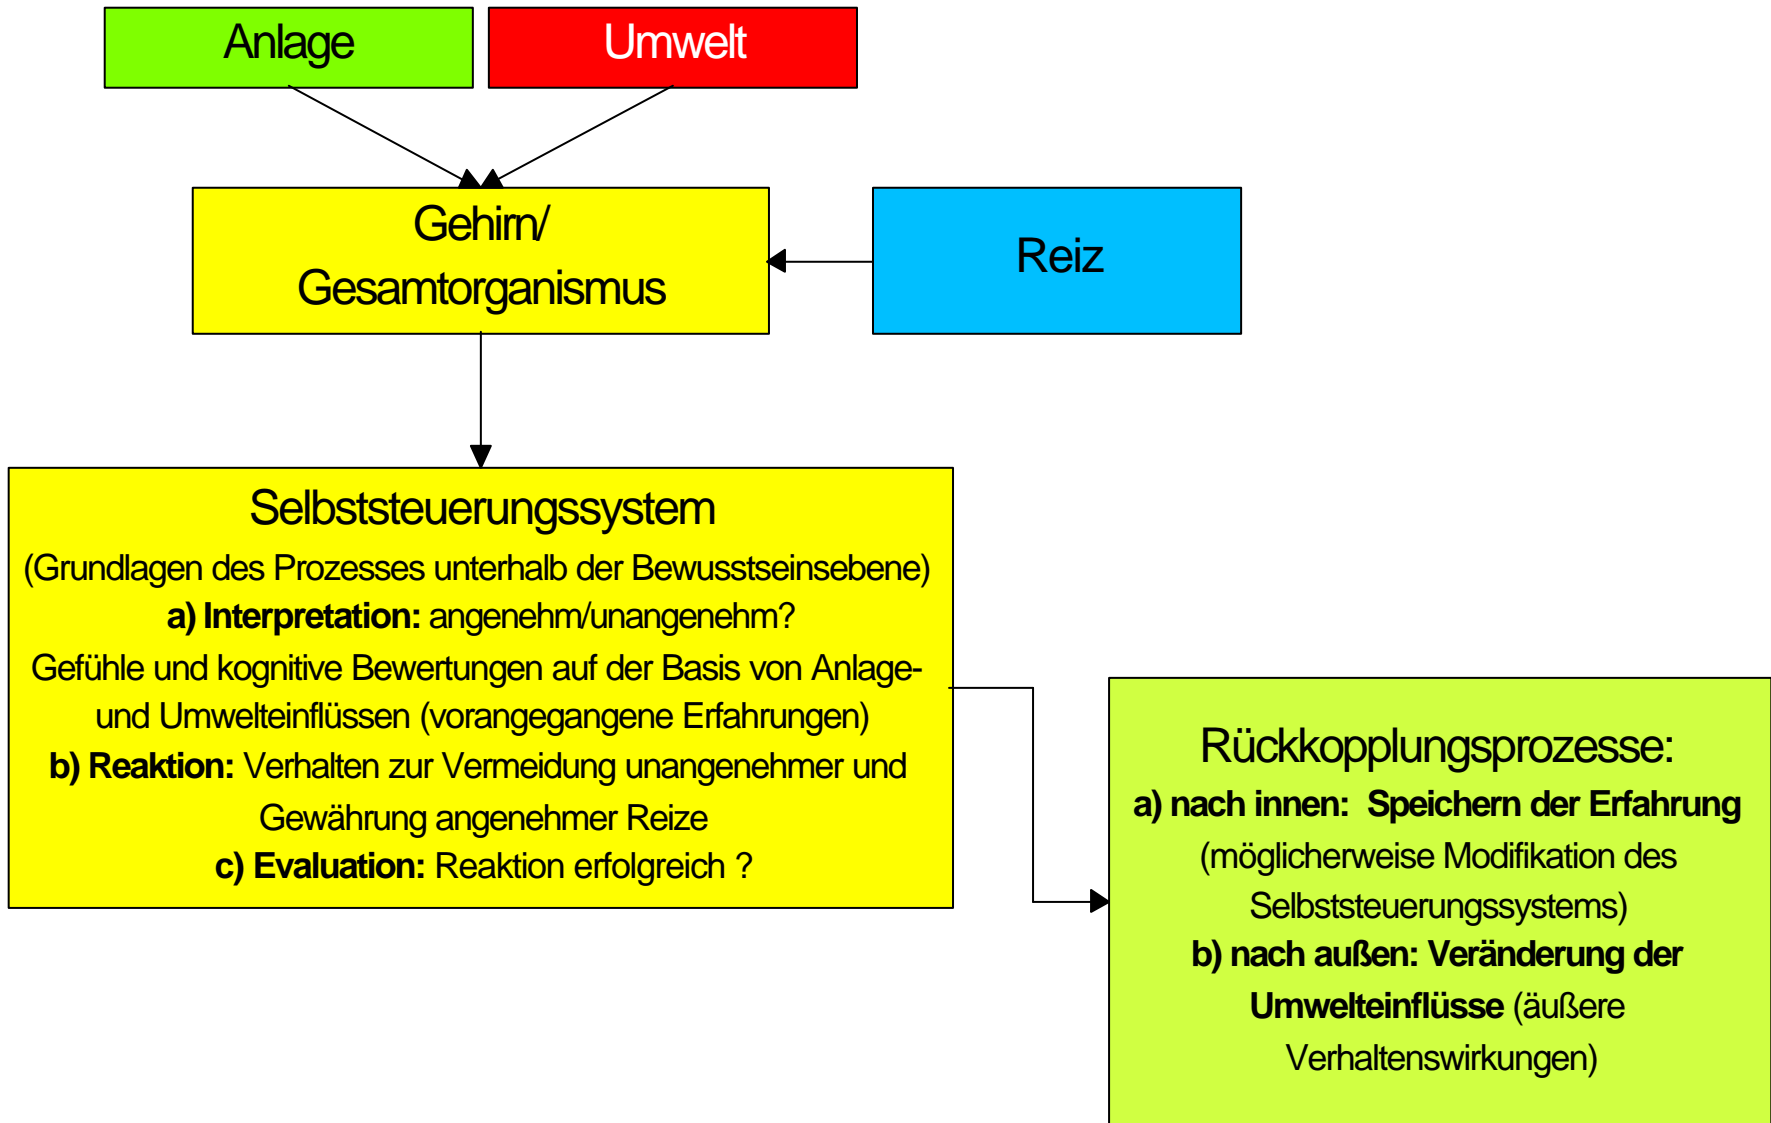 Anlage
Umwelt
Gehirn/
Gesamtorganismus
Reiz
Selbststeuerungssystem
(Grundlagen des Prozesses unterhalb der Bewusstseinsebene)
a) Interpretation: angenehm/unangenehm?
Gefühle und kognitive Bewertungen auf der Basis von Anlage-
und Umwelteinflüssen (vorangegangene Erfahrungen)
b) Reaktion: Verhalten zur Vermeidung unangenehmer und
Gewährung angenehmer Reize
c) Evaluation: Reaktion erfolgreich ?
Rückkopplungsprozesse:
a) nach innen: Speichern der Erfahrung
(möglicherweise Modifikation des
Selbststeuerungssystems)
b) nach außen: Veränderung der
Umwelteinflüsse (äußere
Verhaltenswirkungen)